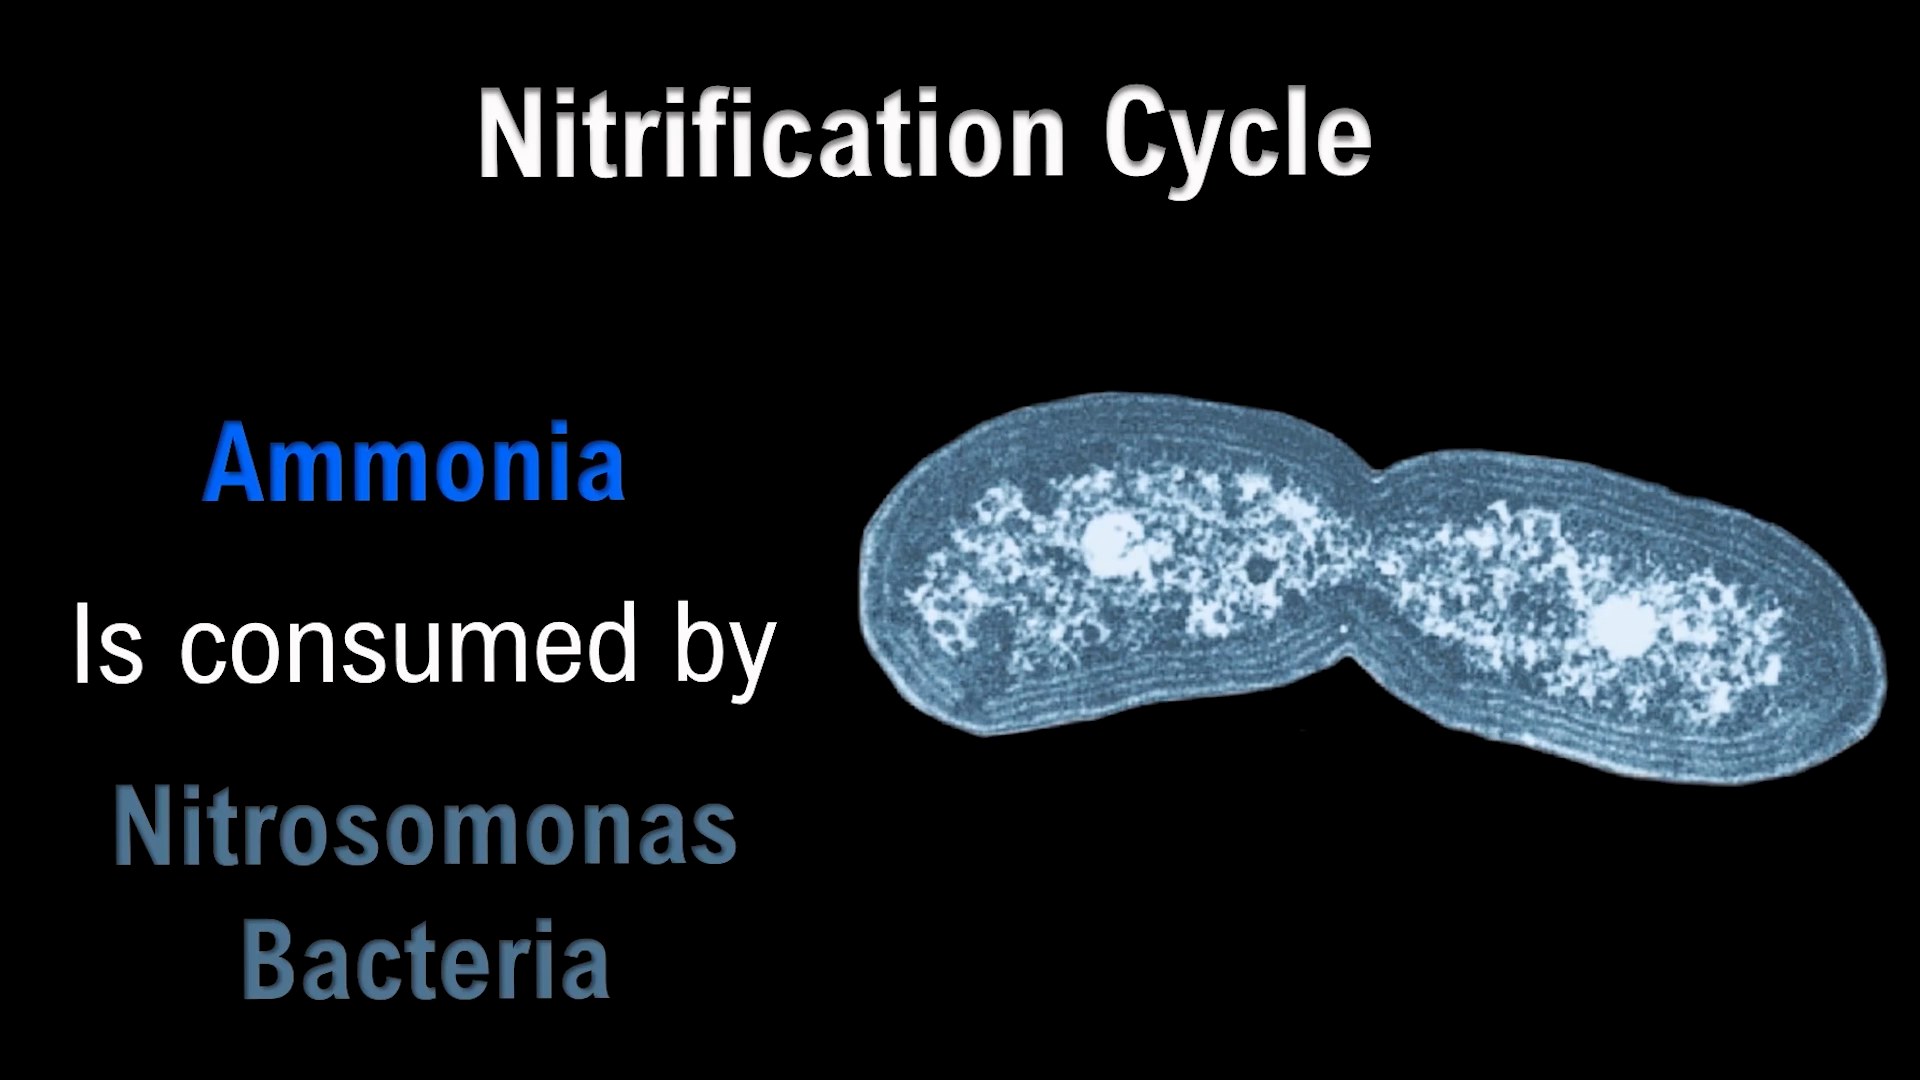 Nitrification Cycle
Ammonia
Is consumed by
Nitrosomonas
Bacteria